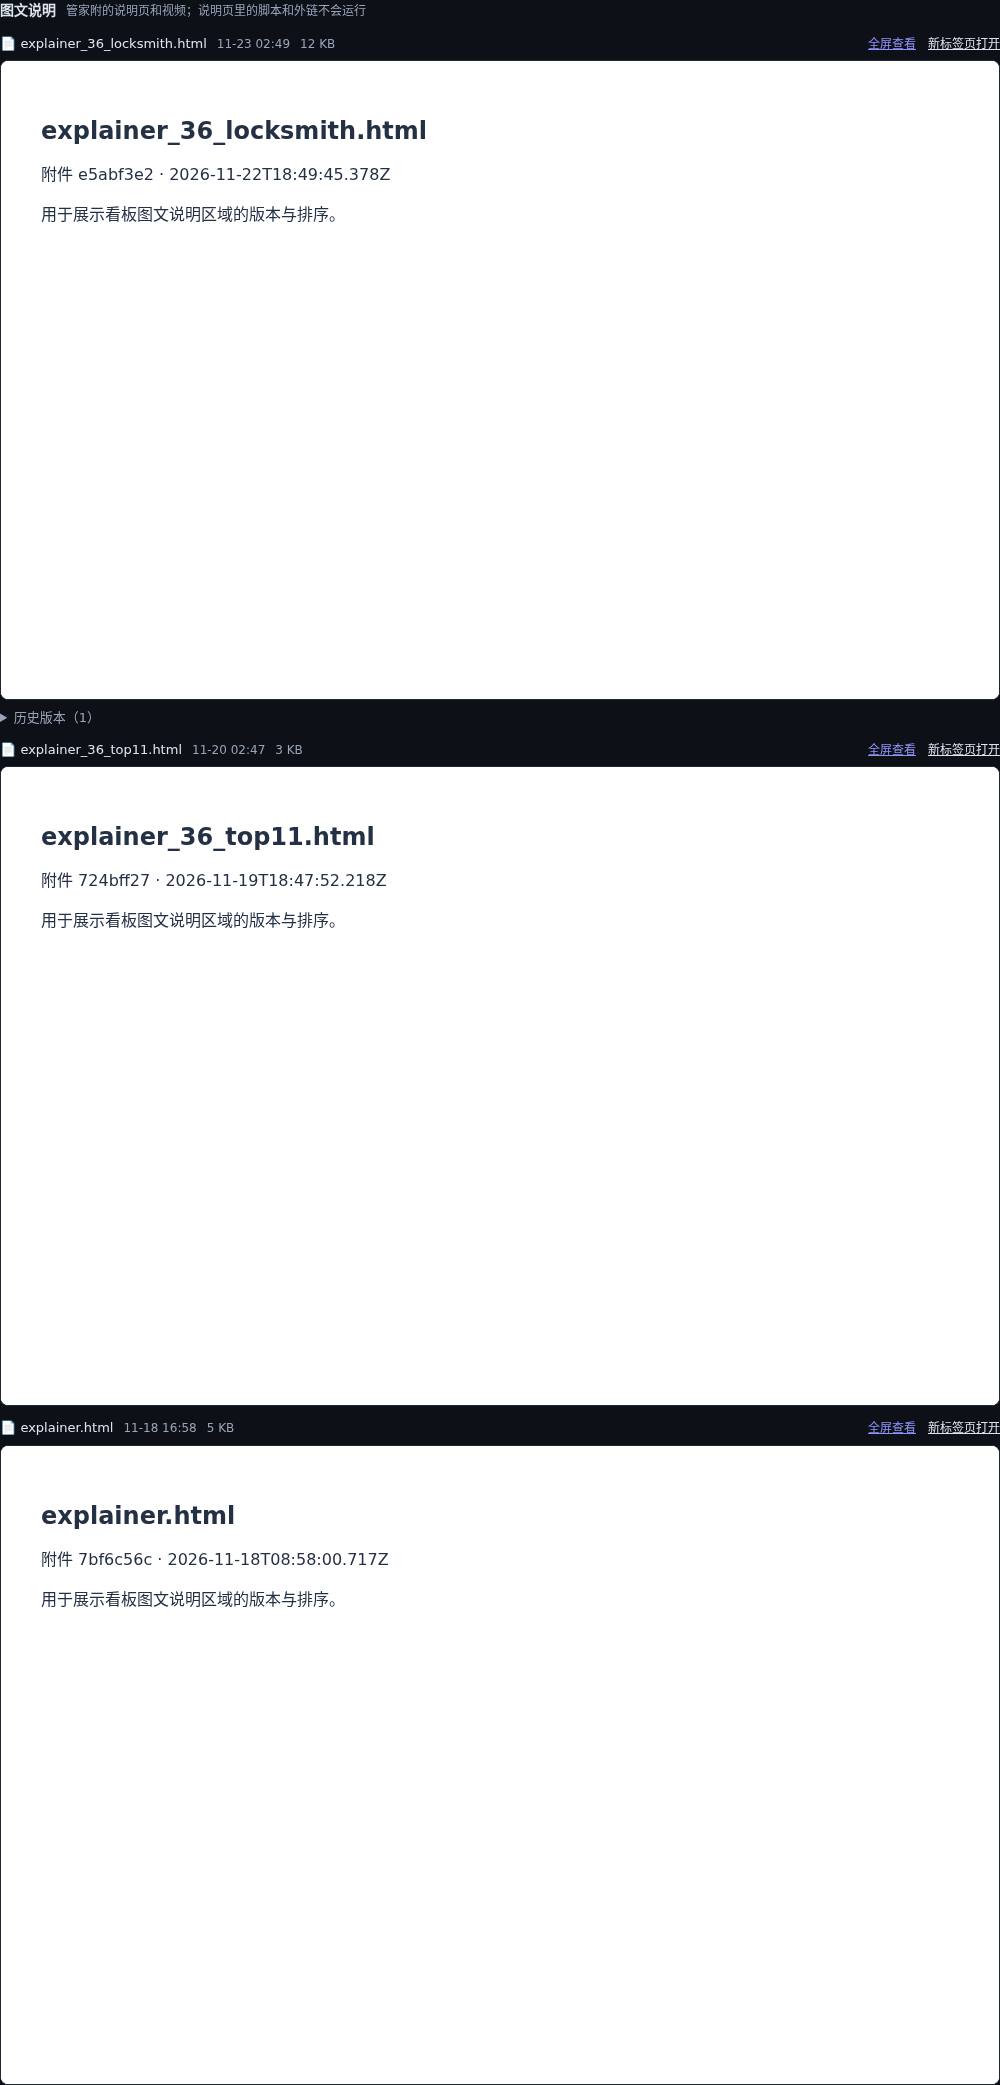 图文说明 管家附的说明页和视频；说明页里的脚本和外链不会运行
explainer_36_locksmith.html 11-23 02:49 12 KB 全屏查看 新标签页打开
explainer_36_locksmith.html
附件 e5abf3e2 · 2026-11-22T18:49:45.378Z
用于展示看板图文说明区域的版本与排序。
历史版本（1）
explainer_36_top11.html 11-20 02:47 3 KB 全屏查看 新标签页打开
explainer_36_top11.html
附件 724bff27 · 2026-11-19T18:47:52.218Z
用于展示看板图文说明区域的版本与排序。
explainer.html 11-18 16:58 5 KB 全屏查看 新标签页打开
explainer.html
附件 7bf6c56c · 2026-11-18T08:58:00.717Z
用于展示看板图文说明区域的版本与排序。